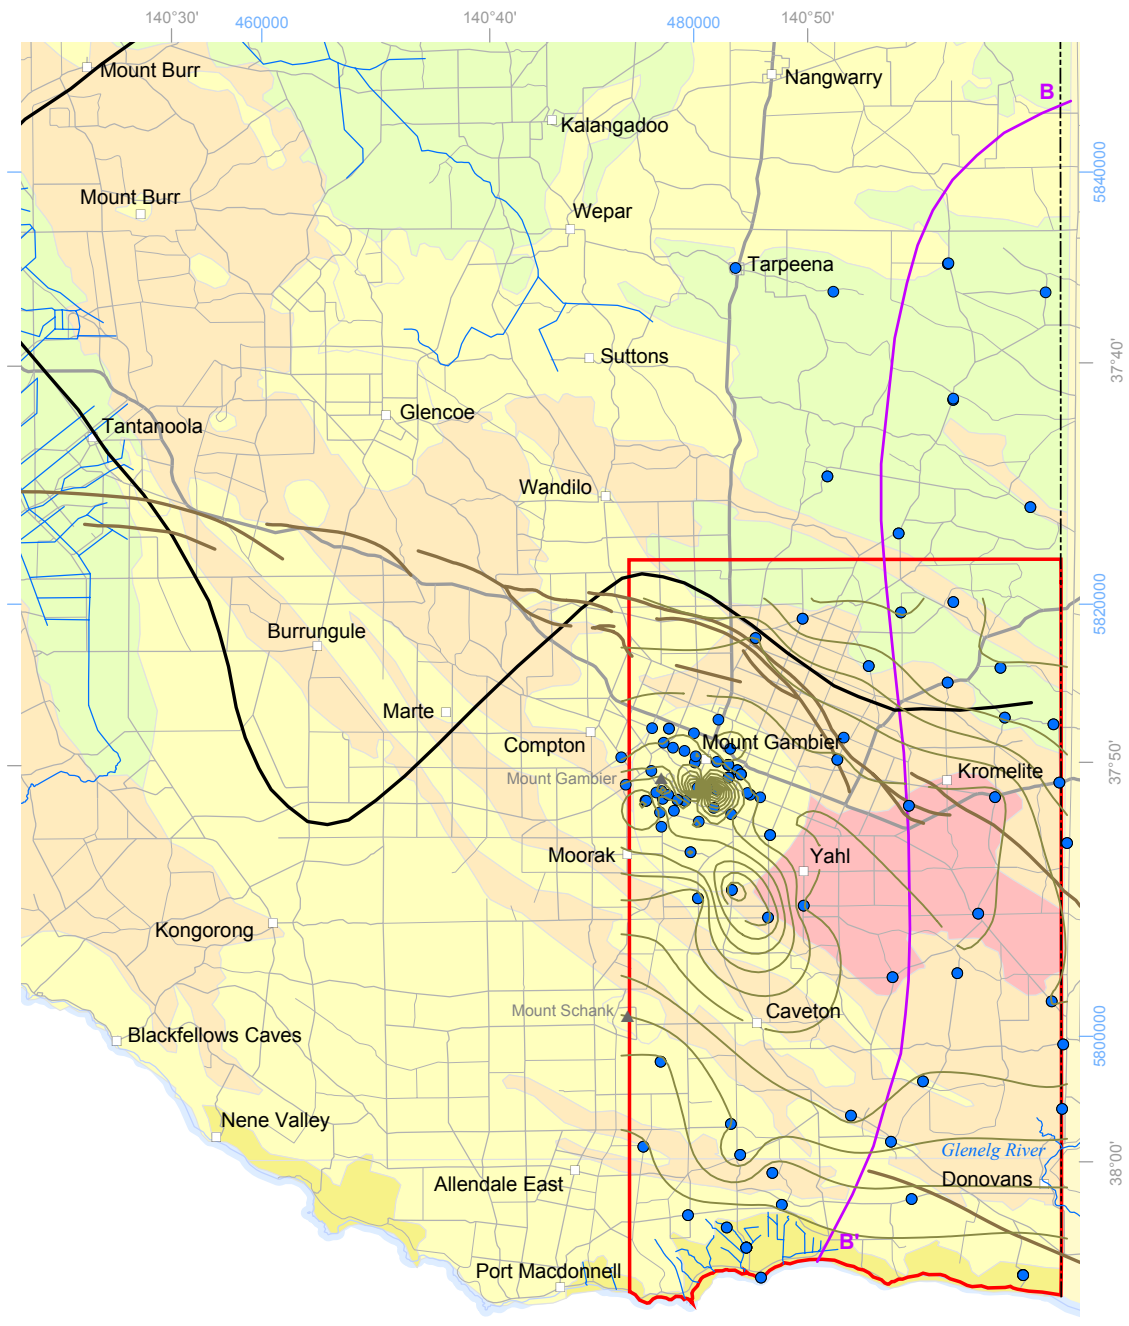 140°30'
460000
140°40'
480000
140°50'
Mount Burr
Nangwarry
B
Kalangadoo
5840000
Mount Burr
Wepar
Tarpeena
37°40'
Suttons
Glencoe
Tantanoola
Wandilo
5820000
Burrungule
Marte
Compton
Mount Gambier
37°50'
Mount Gambier
Kromelite
Moorak
Yahl
Kongorong
Mount Schank
Caveton
Blackfellows Caves
5800000
Nene Valley
Glenelg River
38°00'
Allendale East
Donovans
B'
Port Macdonnell